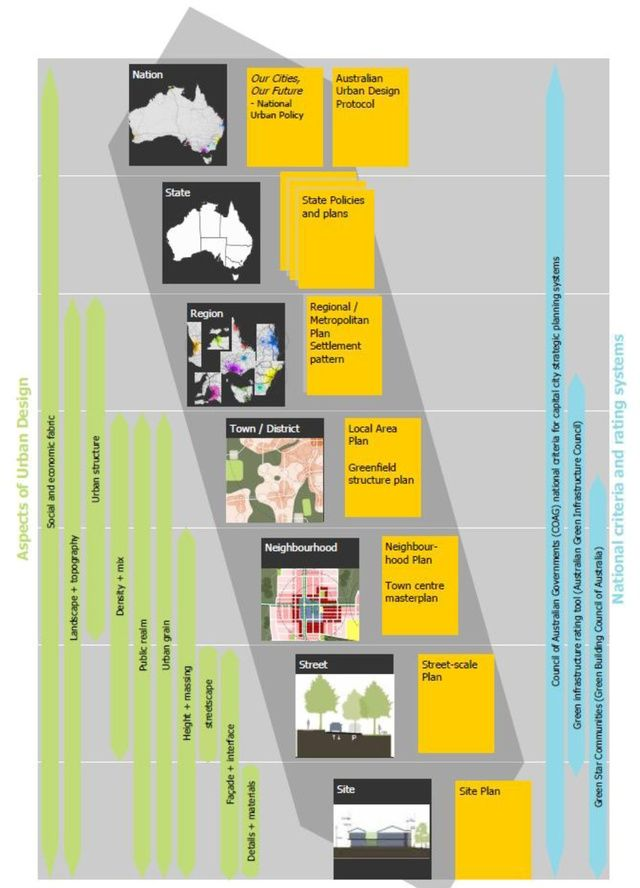 Nation
Our Cities,
Our Future
- National
Urban Policy
Australian
Urban Design
Protocol
State
State Policies
and plans
Region
Regional /
Metropolitan
Plan
Settlement
pattern
Town / District
Local Area
Plan
Greenfield
structure plan
Neighbourhood
Neighbour-
hood Plan
Town centre
masterplan
Street
Street-scale
Plan
Site
Site Plan
Aspects of Urban Design
Social and economic fabric
Landscape + topography
Urban structure
Density + mix
Public realm
Urban grain
Height + massing
streetscape
Façade + interface
Details + materials
Council of Australian Governments (COAG) national criteria for capital city strategic planning systems
Green infrastructure rating tool (Australian Green Infrastructure Council)
Green Star Communities (Green Building Council of Australia)
National criteria and rating systems